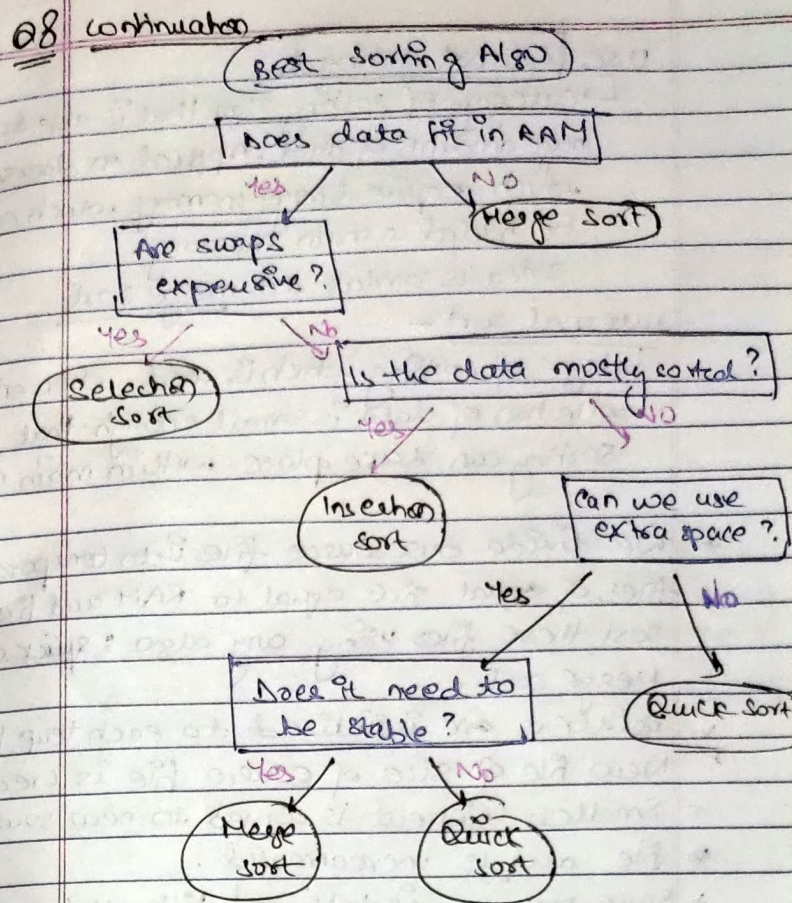 Q8 continuation
Best Sorting Algo
Does data fit in RAM
Yes
NO
Merge Sort
Are swaps
expensive?
Yes
No
Selection
Sort
Is the data mostly sorted?
Yes
NO
Insertion
sort
Can we use
extra space?
Yes
No
Does it need to
be stable?
Quick Sort
Yes
No
Merge
sort
Quick
sort